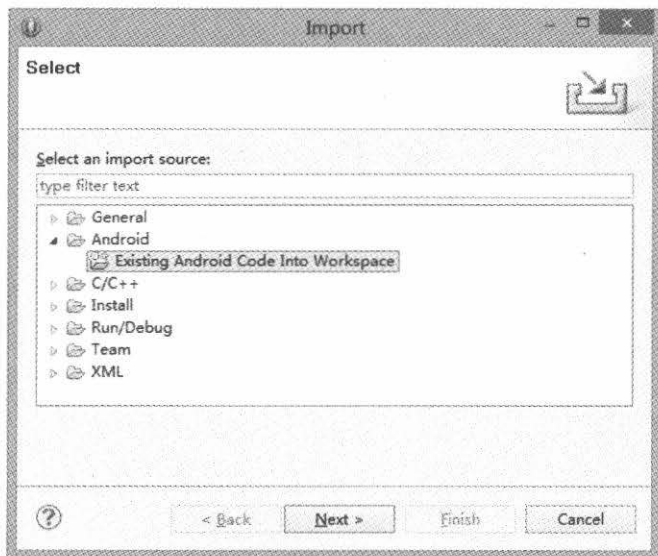 Import
Select
Select an import source:
type filter text
General
Android
Existing Android Code Into Workspace
C/C++
Install
Run/Debug
Team
XML
? < Back Next > Finish Cancel